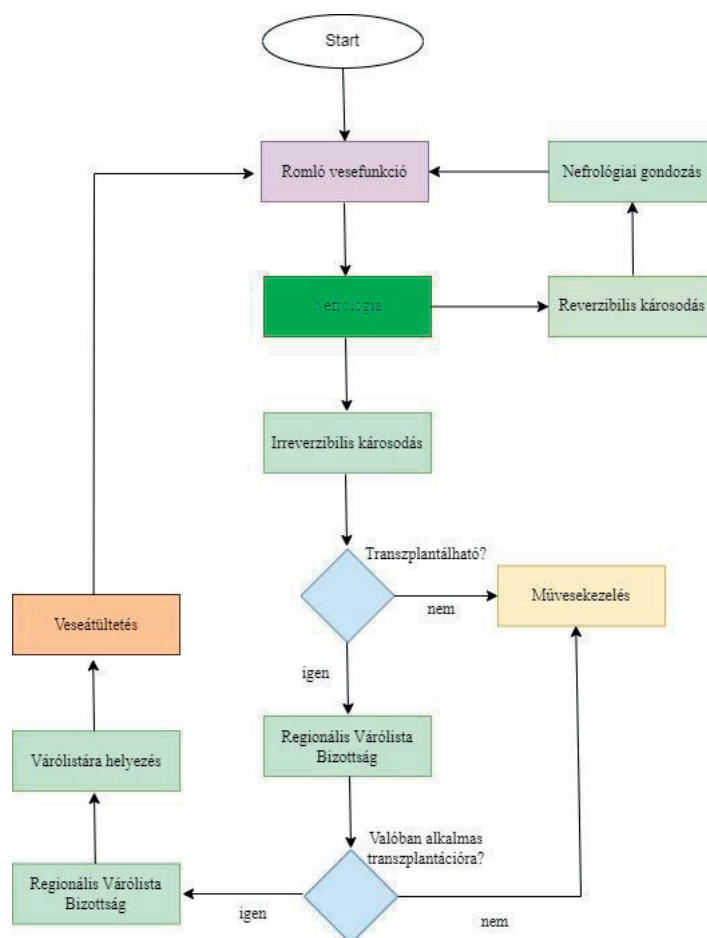 Start
Romló vesefunkció
Nefrológiai gondozás
Nefrológia
Reverzibilis károsodás
Irreverzibilis károsodás
Transzplantálható?
nem
Művesekezelés
Veseátültetés
igen
Regionális Várólista
Bizottság
Várólistára helyezés
Valóban alkalmas
transzplantációra?
Regionális Várólista
Bizottság
igen
nem